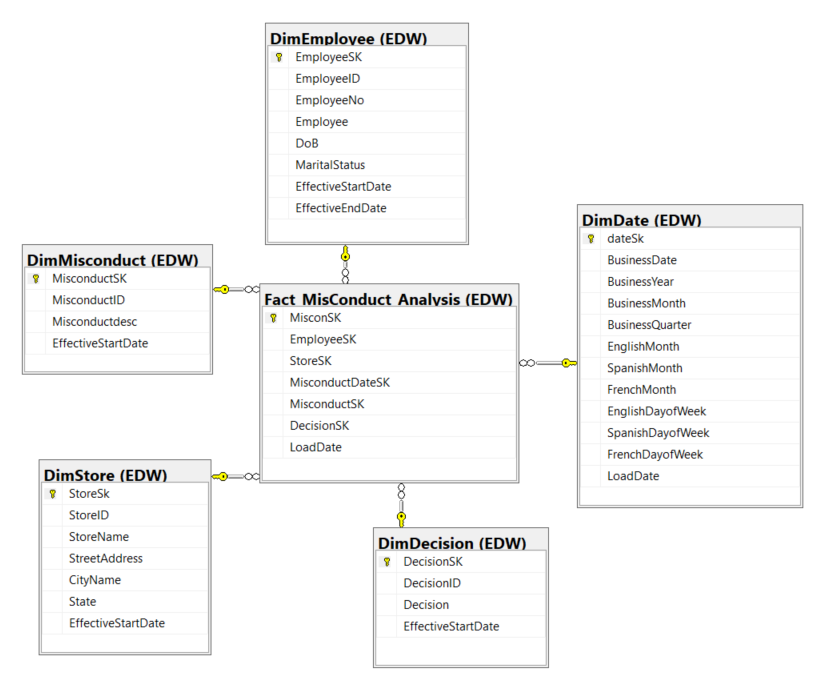 DimEmployee (EDW)
EmployeeSK
EmployeeID
EmployeeNo
Employee
DoB
MaritalStatus
EffectiveStartDate
EffectiveEndDate
DimDate (EDW)
dateSk
BusinessDate
BusinessYear
BusinessMonth
BusinessQuarter
EnglishMonth
SpanishMonth
FrenchMonth
EnglishDayofWeek
SpanishDayofWeek
FrenchDayofWeek
LoadDate
DimMisconduct (EDW)
MisconductSK
MisconductID
Misconductdesc
EffectiveStartDate
Fact_MisConduct_Analysis (EDW)
MisconSK
EmployeeSK
StoreSK
MisconductDateSK
MisconductSK
DecisionSK
LoadDate
DimStore (EDW)
StoreSk
StoreID
StoreName
StreetAddress
CityName
State
EffectiveStartDate
DimDecision (EDW)
DecisionSK
DecisionID
Decision
EffectiveStartDate